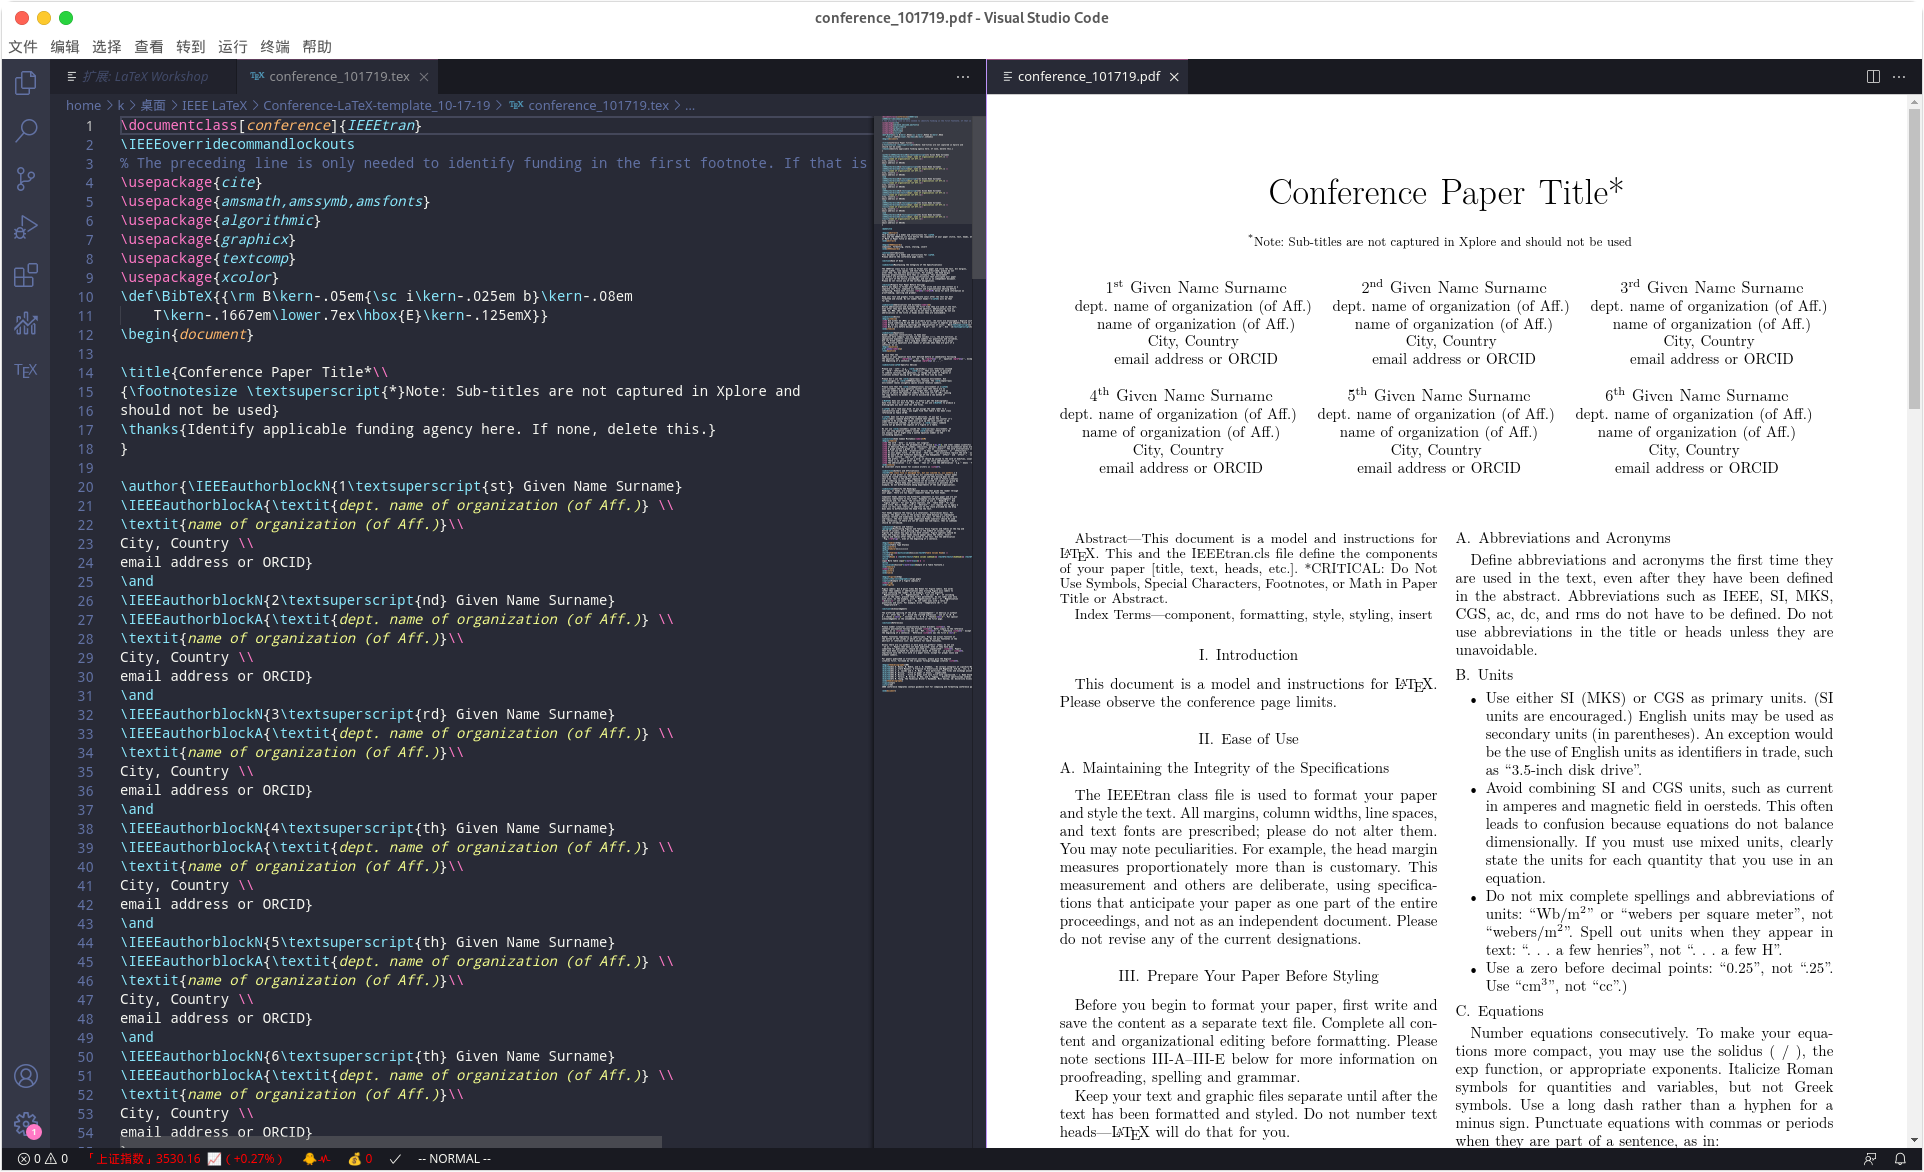 conference_101719.pdf - Visual Studio Code
文件 编辑 选择 查看 转到 运行 终端 帮助
扩展: LaTeX Workshop
TEX conference_101719.tex
home > k > 桌面 > IEEE LaTeX > Conference-LaTeX-template_10-17-19 > TEX conference_101719.tex > ...
1 \documentclass[conference]{IEEEtran}
2 \IEEEoverridecommandlockouts
3 % The preceding line is only needed to identify funding in the first footnote. If that is
4 \usepackage{cite}
5 \usepackage{amsmath,amssymb,amsfonts}
6 \usepackage{algorithmic}
7 \usepackage{graphicx}
8 \usepackage{textcomp}
9 \usepackage{xcolor}
10 \def\BibTeX{{\rm B\kern-.05em{\sc i\kern-.025em b}\kern-.08em
11 T\kern-.1667em\lower.7ex\hbox{E}\kern-.125emX}}
12 \begin{document}
13
14 \title{Conference Paper Title*\\
15 {\footnotesize \textsuperscript{*}Note: Sub-titles are not captured in Xplore and
16 should not be used}
17 \thanks{Identify applicable funding agency here. If none, delete this.}
18 }
19
20 \author{\IEEEauthorblockN{1\textsuperscript{st} Given Name Surname}
21 \IEEEauthorblockA{\textit{dept. name of organization (of Aff.)} \\
22 \textit{name of organization (of Aff.)}\\
23 City, Country \\
24 email address or ORCID}
25 \and
26 \IEEEauthorblockN{2\textsuperscript{nd} Given Name Surname}
27 \IEEEauthorblockA{\textit{dept. name of organization (of Aff.)} \\
28 \textit{name of organization (of Aff.)}\\
29 City, Country \\
30 email address or ORCID}
31 \and
32 \IEEEauthorblockN{3\textsuperscript{rd} Given Name Surname}
33 \IEEEauthorblockA{\textit{dept. name of organization (of Aff.)} \\
34 \textit{name of organization (of Aff.)}\\
35 City, Country \\
36 email address or ORCID}
37 \and
38 \IEEEauthorblockN{4\textsuperscript{th} Given Name Surname}
39 \IEEEauthorblockA{\textit{dept. name of organization (of Aff.)} \\
40 \textit{name of organization (of Aff.)}\\
41 City, Country \\
42 email address or ORCID}
43 \and
44 \IEEEauthorblockN{5\textsuperscript{th} Given Name Surname}
45 \IEEEauthorblockA{\textit{dept. name of organization (of Aff.)} \\
46 \textit{name of organization (of Aff.)}\\
47 City, Country \\
48 email address or ORCID}
49 \and
50 \IEEEauthorblockN{6\textsuperscript{th} Given Name Surname}
51 \IEEEauthorblockA{\textit{dept. name of organization (of Aff.)} \\
52 \textit{name of organization (of Aff.)}\\
53 City, Country \\
54 email address or ORCID}
TEX
1
conference_101719.pdf
Conference Paper Title*
*Note: Sub-titles are not captured in Xplore and should not be used
1st Given Name Surname
dept. name of organization (of Aff.)
name of organization (of Aff.)
City, Country
email address or ORCID
2nd Given Name Surname
dept. name of organization (of Aff.)
name of organization (of Aff.)
City, Country
email address or ORCID
3rd Given Name Surname
dept. name of organization (of Aff.)
name of organization (of Aff.)
City, Country
email address or ORCID
4th Given Name Surname
dept. name of organization (of Aff.)
name of organization (of Aff.)
City, Country
email address or ORCID
5th Given Name Surname
dept. name of organization (of Aff.)
name of organization (of Aff.)
City, Country
email address or ORCID
6th Given Name Surname
dept. name of organization (of Aff.)
name of organization (of Aff.)
City, Country
email address or ORCID
Abstract—This document is a model and instructions for
LATEX. This and the IEEEtran.cls file define the components
of your paper [title, text, heads, etc.]. *CRITICAL: Do Not
Use Symbols, Special Characters, Footnotes, or Math in Paper
Title or Abstract.
Index Terms—component, formatting, style, styling, insert
I. Introduction
This document is a model and instructions for LATEX.
Please observe the conference page limits.
II. Ease of Use
A. Maintaining the Integrity of the Specifications
The IEEEtran class file is used to format your paper
and style the text. All margins, column widths, line spaces,
and text fonts are prescribed; please do not alter them.
You may note peculiarities. For example, the head margin
measures proportionately more than is customary. This
measurement and others are deliberate, using specifica-
tions that anticipate your paper as one part of the entire
proceedings, and not as an independent document. Please
do not revise any of the current designations.
III. Prepare Your Paper Before Styling
Before you begin to format your paper, first write and
save the content as a separate text file. Complete all con-
tent and organizational editing before formatting. Please
note sections III-A–III-E below for more information on
proofreading, spelling and grammar.
Keep your text and graphic files separate until after the
text has been formatted and styled. Do not number text
heads—LATEX will do that for you.
A. Abbreviations and Acronyms
Define abbreviations and acronyms the first time they
are used in the text, even after they have been defined
in the abstract. Abbreviations such as IEEE, SI, MKS,
CGS, ac, dc, and rms do not have to be defined. Do not
use abbreviations in the title or heads unless they are
unavoidable.
B. Units
• Use either SI (MKS) or CGS as primary units. (SI
units are encouraged.) English units may be used as
secondary units (in parentheses). An exception would
be the use of English units as identifiers in trade, such
as “3.5-inch disk drive”.
• Avoid combining SI and CGS units, such as current
in amperes and magnetic field in oersteds. This often
leads to confusion because equations do not balance
dimensionally. If you must use mixed units, clearly
state the units for each quantity that you use in an
equation.
• Do not mix complete spellings and abbreviations of
units: “Wb/m2” or “webers per square meter”, not
“webers/m2”. Spell out units when they appear in
text: “. . . a few henries”, not “. . . a few H”.
• Use a zero before decimal points: “0.25”, not “.25”.
Use “cm3”, not “cc”.)
C. Equations
Number equations consecutively. To make your equa-
tions more compact, you may use the solidus ( / ), the
exp function, or appropriate exponents. Italicize Roman
symbols for quantities and variables, but not Greek
symbols. Use a long dash rather than a hyphen for a
minus sign. Punctuate equations with commas or periods
when they are part of a sentence, as in:
0 0 「上证指数」3530.16 (+0.27%) 0 -- NORMAL --